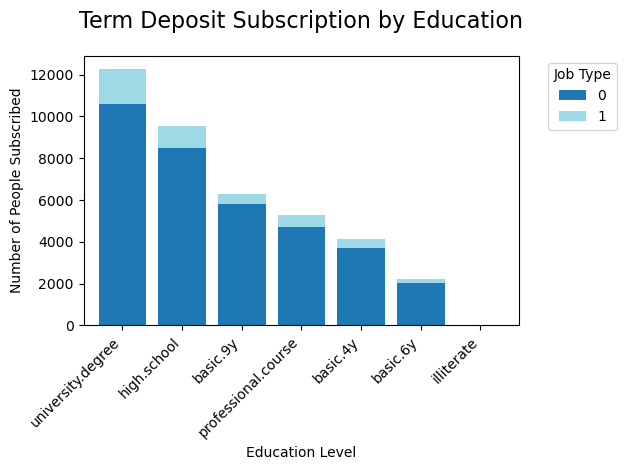 Term Deposit Subscription by Education
Number of People Subscribed
12000
10000
8000
6000
4000
2000
0
university.degree
high.school
basic.9y
professional.course
basic.4y
basic.6y
illiterate
Education Level
Job Type
0
1